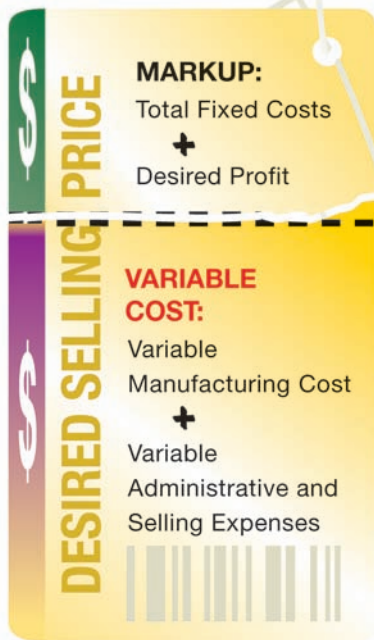 $
DESIRED SELLING PRICE
MARKUP:
Total Fixed Costs
+
Desired Profit
$
VARIABLE
COST:
Variable
Manufacturing Cost
+
Variable
Administrative and
Selling Expenses